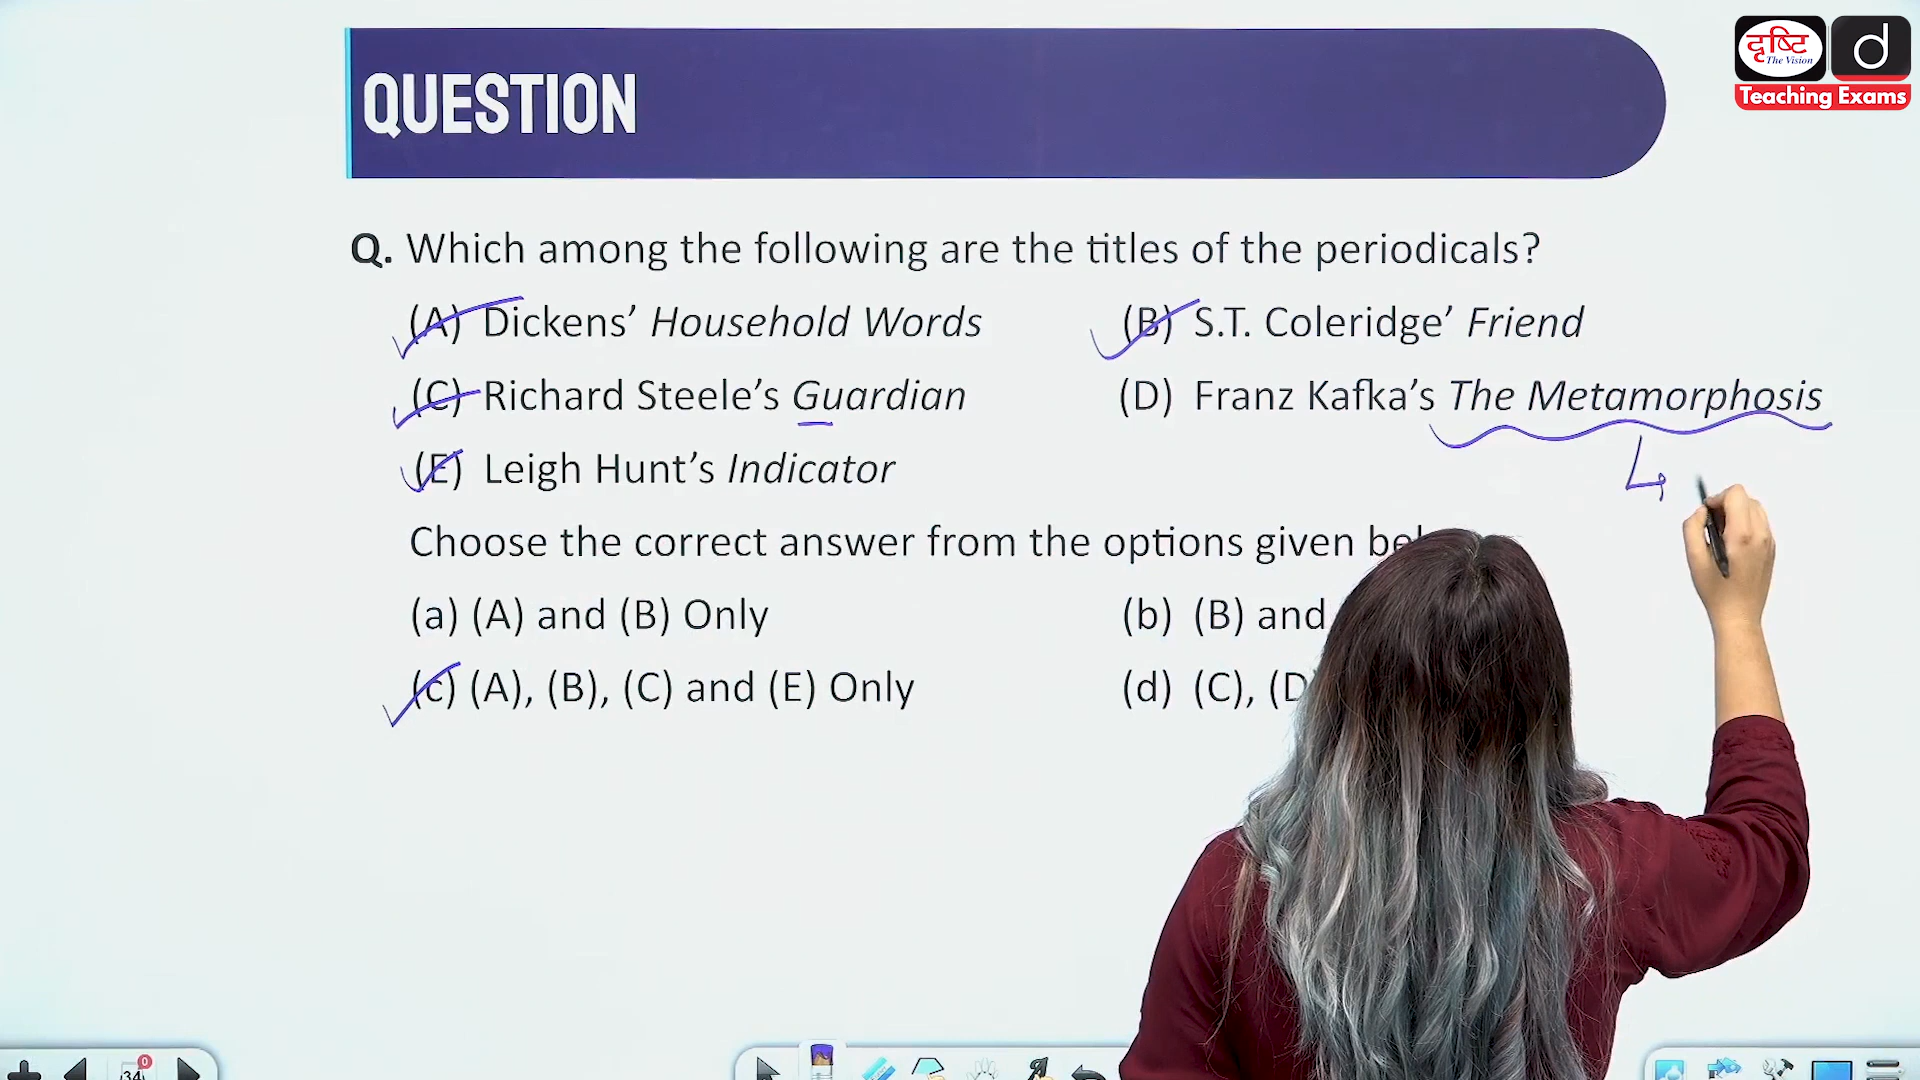 दृष्टि
The Vision
d
Teaching Exams
QUESTION
Q. Which among the following are the titles of the periodicals?
(A) Dickens’ Household Words
(B) S.T. Coleridge’ Friend
(C) Richard Steele’s Guardian
(D) Franz Kafka’s The Metamorphosis
(E) Leigh Hunt’s Indicator
Choose the correct answer from the options given
(a) (A) and (B) Only
(b) (B) and
(c) (A), (B), (C) and (E) Only
(d) (C), (D
0
34